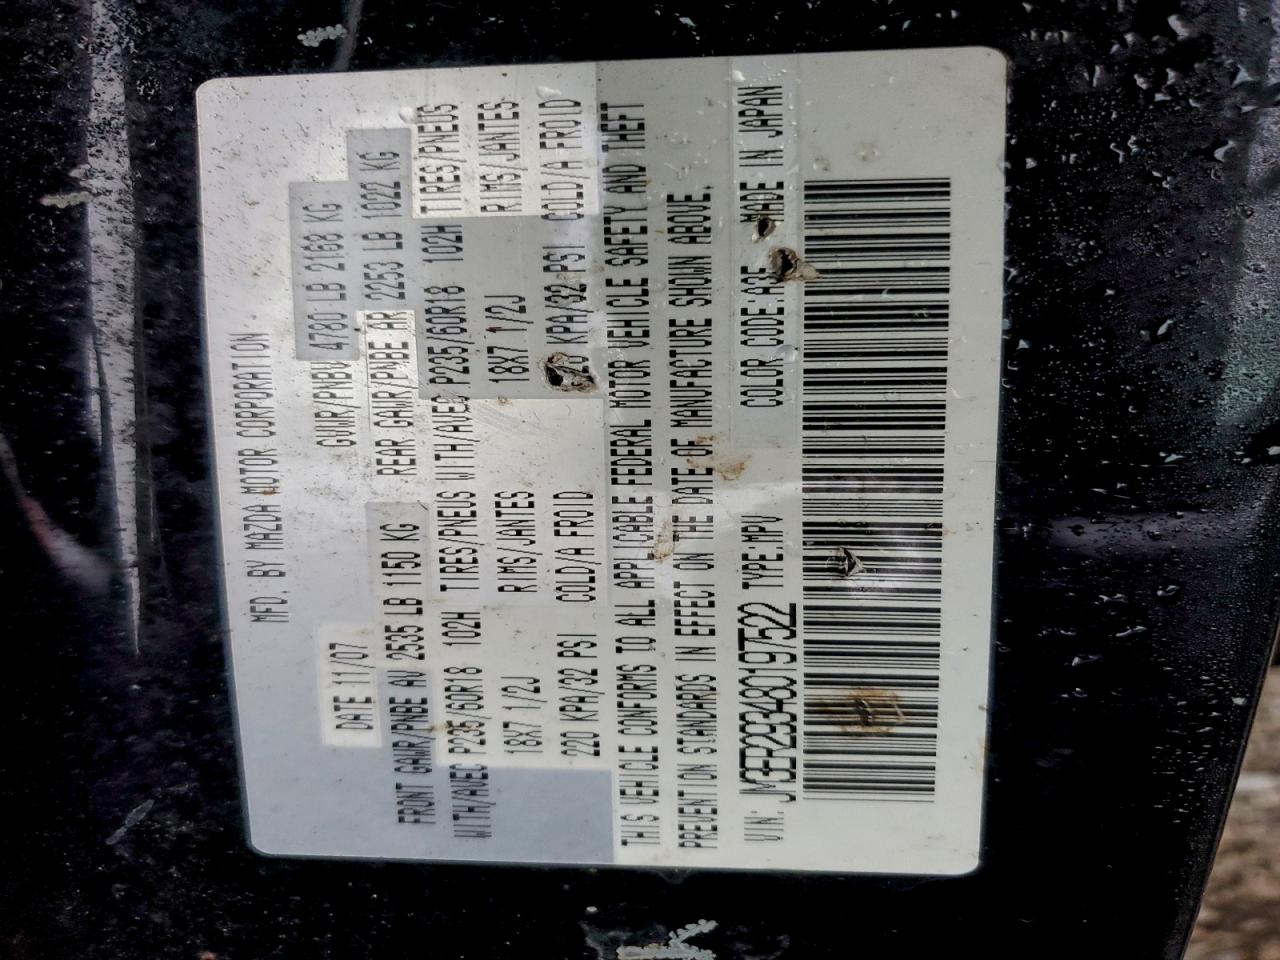 MFD. BY MAZDA MOTOR CORPORATION
DATE 11/07 GVWR/PNBV 4780 LB 2168 KG
FRONT GAWR/PNBE AV 2535 LB 1150 KG REAR GAWR/PNBE AR 2253 LB 1022 KG
WITH/AVEC P235/60R18 102H TIRES/PNEUS WITH/AVEC P235/60R18 102H TIRES/PNEUS
18X7 1/2J RIMS/JANTES 18X7 1/2J RIMS/JANTES
220 KPA/32 PSI COLD/A FROID KPA/32 PSI COLD/A FROID
THIS VEHICLE CONFORMS TO ALL APPLICABLE FEDERAL MOTOR VEHICLE SAFETY AND THEFT
PREVENTION STANDARDS IN EFFECT ON THE DATE OF MANUFACTURE SHOWN ABOVE.
VIN: JM3ER293480197522 TYPE:MPV COLOR CODE:A3F MADE IN JAPAN